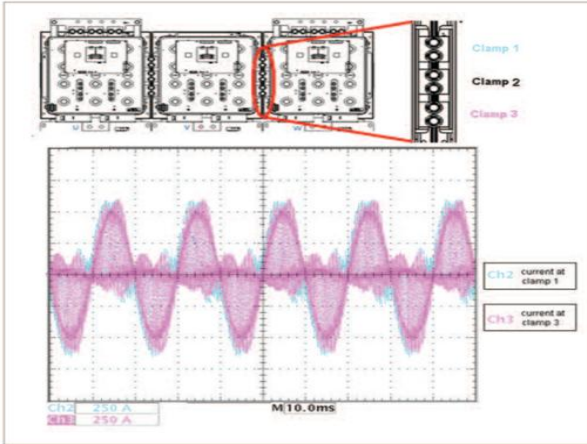 Clamp 1
Clamp 2
Clamp 3
U
V
W
Ch2 current at
clamp 1
Ch3 current at
clamp 3
Ch2 250 A
Ch3 250 A
M 10.0ms